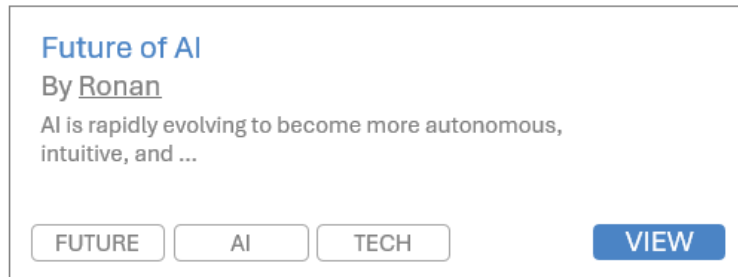 Future of AI
By Ronan
AI is rapidly evolving to become more autonomous,
intuitive, and ...
FUTURE AI TECH VIEW